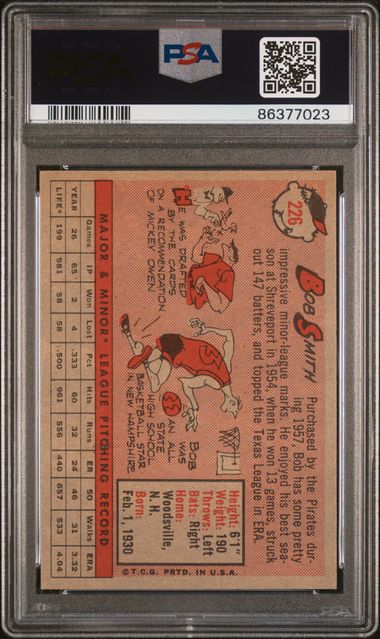 PSA
86377023
226
BOB SMITH
Purchased by the Pirates dur-
ing 1957, Bob has some pretty
impressive minor-league marks. He enjoyed his best sea-
son at Shreveport in 1954, when he won 13 games, struck
out 147 batters, and topped the Texas League in ERA.
HE WAS DRAFTED
BY THE CARDS
ON A RECOMMENDATION
OF MICKEY OWEN
BOB
WAS
AN ALL
STATE
HIGH SCHOOL
BASKETBALL STAR
IN NEW HAMPSHIRE
Height: 6'1"
Weight: 190
Throws: Left
Bats: Right
Home:
Woodsville,
N. H.
Born:
Feb. 1, 1930
MAJOR & MINOR* LEAGUE PITCHING RECORD
Games IP Won Lost Pct Hits Runs ER SO Walks ERA
YEAR 26 65 2 4 .333 60 32 24 46 31 3.32
LIFE* 199 981 58 58 .500 961 556 440 657 533 4.04
© T.C.G. PRTD. IN U.S.A.